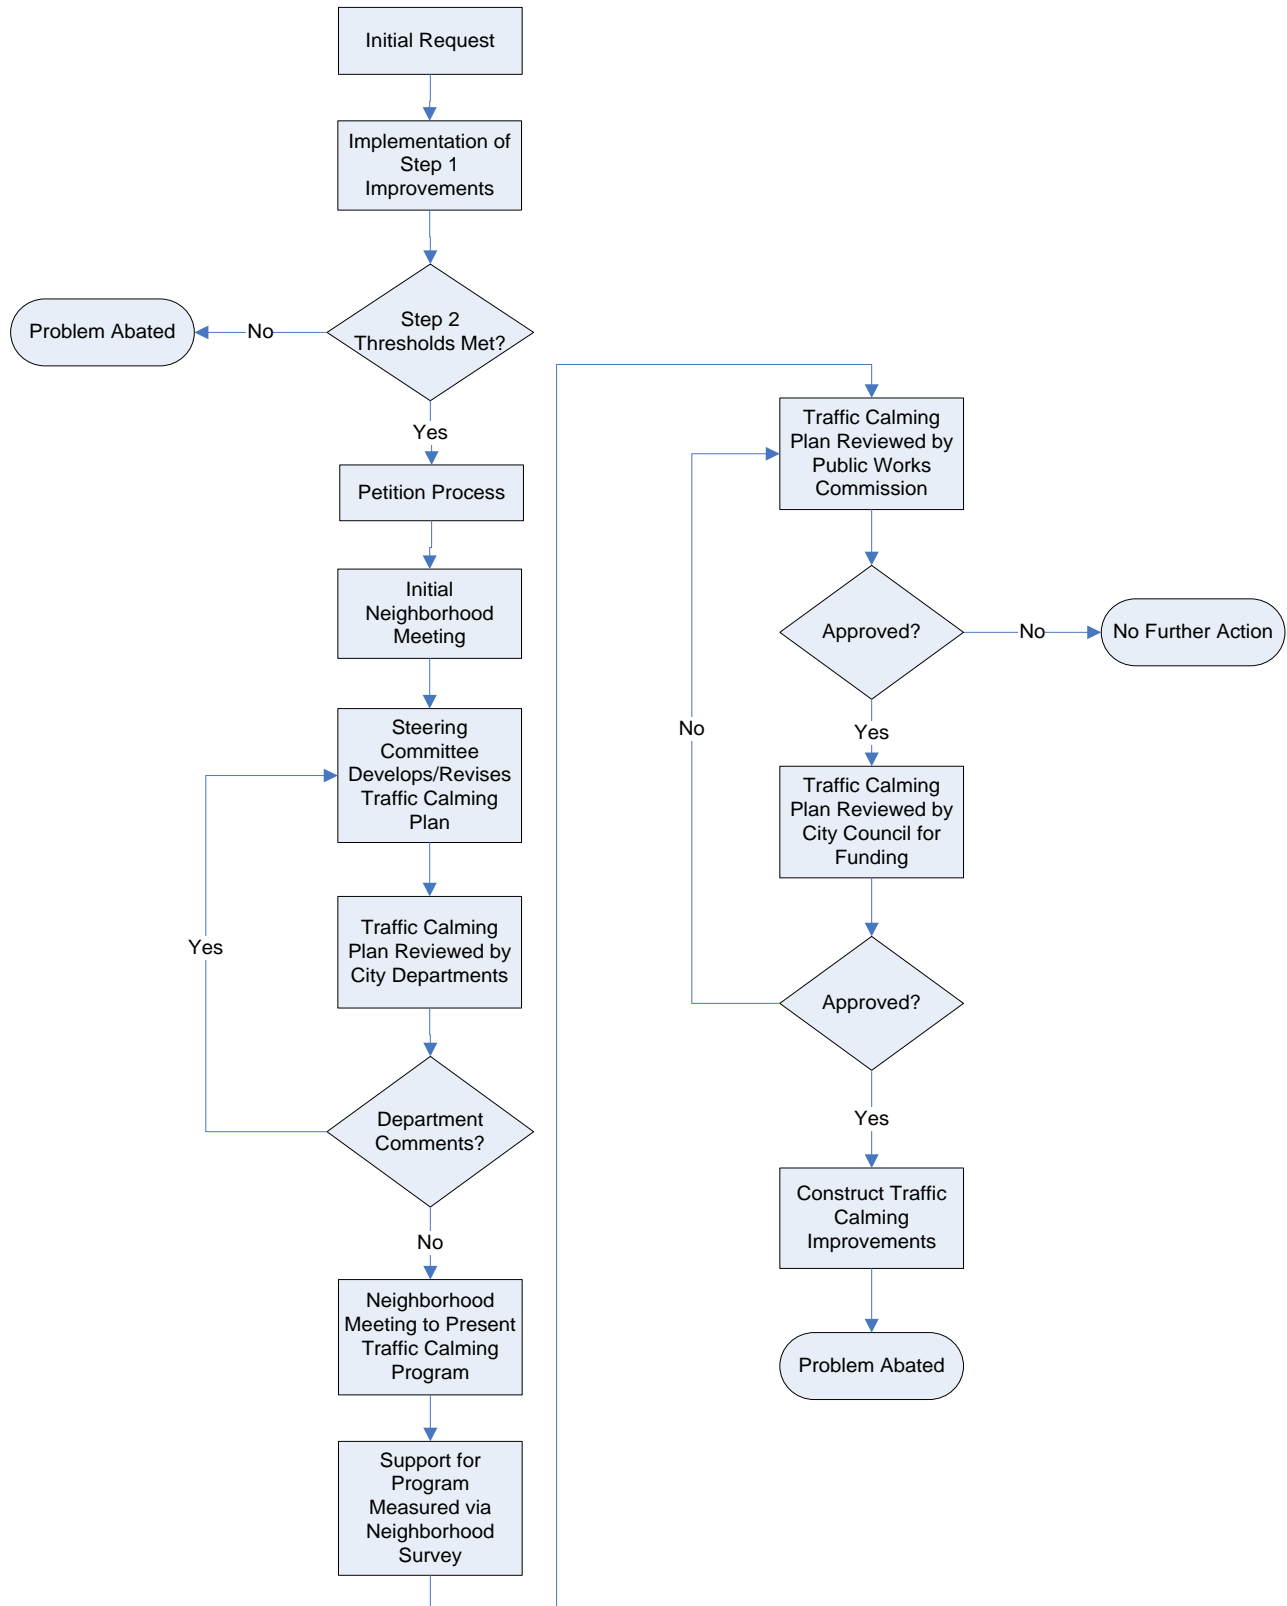 Initial Request
Implementation of
Step 1
Improvements
Step 2
Thresholds Met?
No
Problem Abated
Yes
Petition Process
Initial
Neighborhood
Meeting
Steering
Committee
Develops/Revises
Traffic Calming
Plan
Traffic Calming
Plan Reviewed by
City Departments
Yes
Department
Comments?
No
Neighborhood
Meeting to Present
Traffic Calming
Program
Support for
Program
Measured via
Neighborhood
Survey
Traffic Calming
Plan Reviewed by
Public Works
Commission
Approved?
No
No Further Action
Yes
No
Traffic Calming
Plan Reviewed by
City Council for
Funding
Approved?
Yes
Construct Traffic
Calming
Improvements
Problem Abated